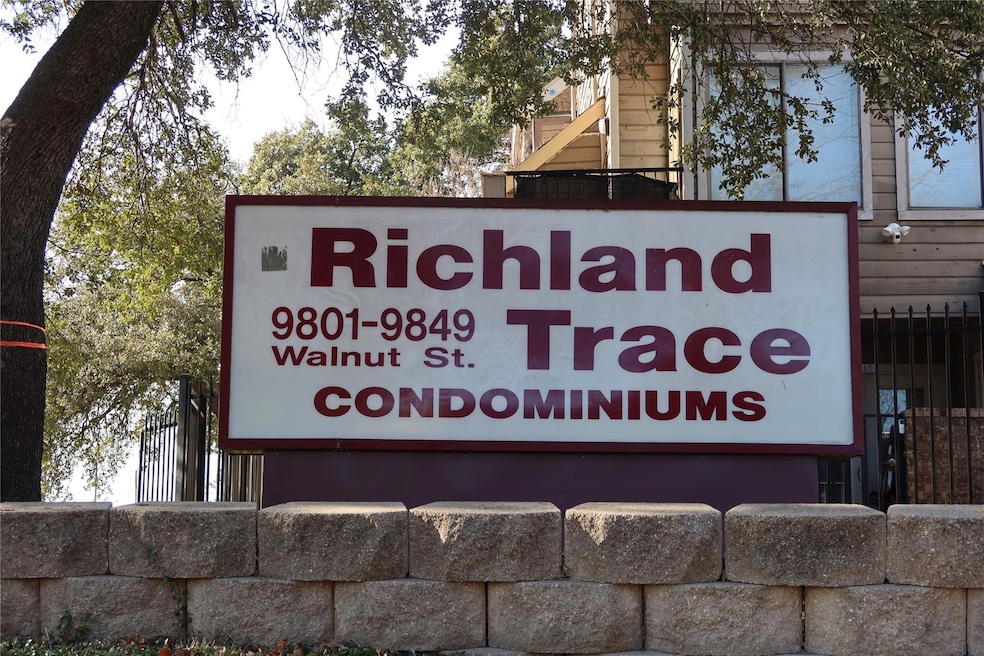 Richland
9801-9849 Trace
Walnut St.
CONDOMINIUMS